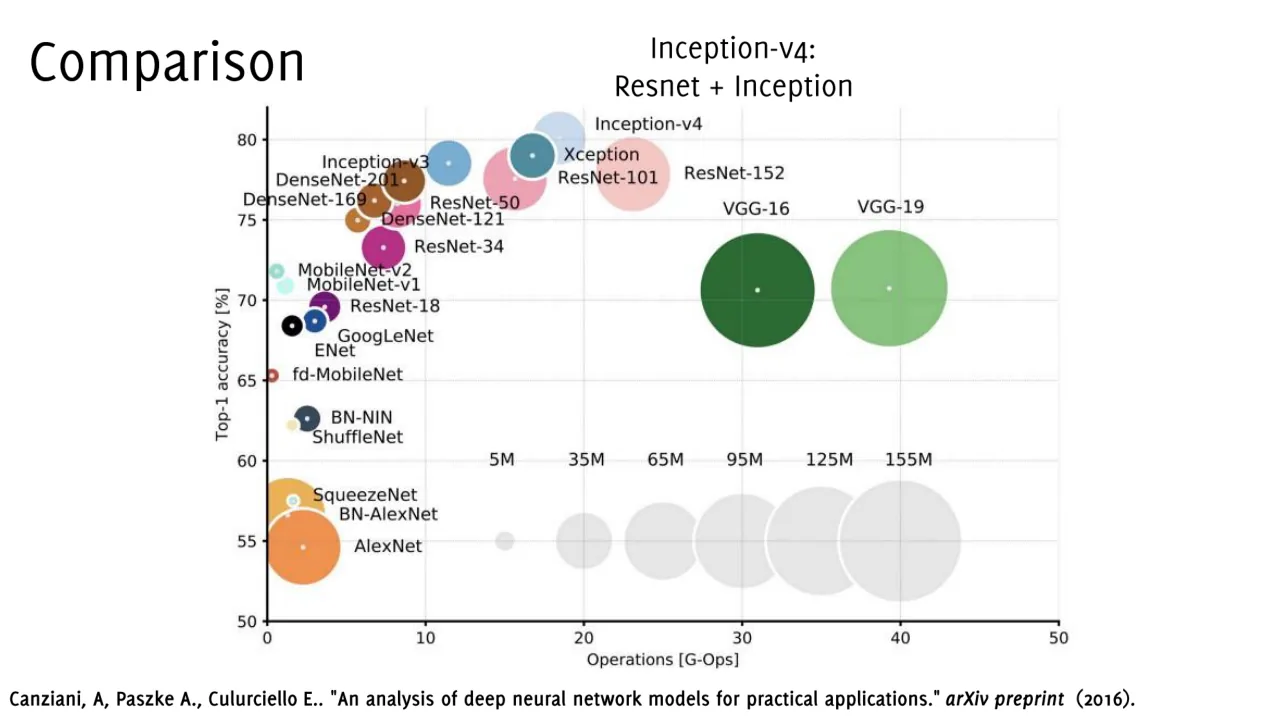 Comparison
Inception-v4:
Resnet + Inception
80
75
70
65
60
55
50
0
10
20
30
40
50
Top-1 accuracy [%]
Operations [G-Ops]
Inception-v4
Inception-v3
Xception
DenseNet-201
ResNet-101
ResNet-152
DenseNet-169
ResNet-50
VGG-16
VGG-19
DenseNet-121
ResNet-34
MobileNet-v2
MobileNet-v1
ResNet-18
GoogLeNet
ENet
fd-MobileNet
BN-NIN
ShuffleNet
5M
35M
65M
95M
125M
155M
SqueezeNet
BN-AlexNet
AlexNet
Canziani, A, Paszke A., Culurciello E.. "An analysis of deep neural network models for practical applications." arXiv preprint (2016).